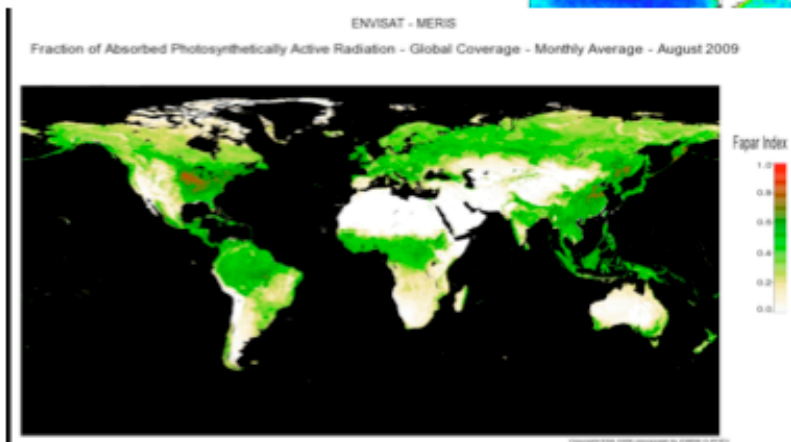 ENVISAT - MERIS
Fraction of Absorbed Photosynthetically Active Radiation - Global Coverage - Monthly Average - August 2009
Fapar Index
1.0
0.8
0.6
0.4
0.2
0.0